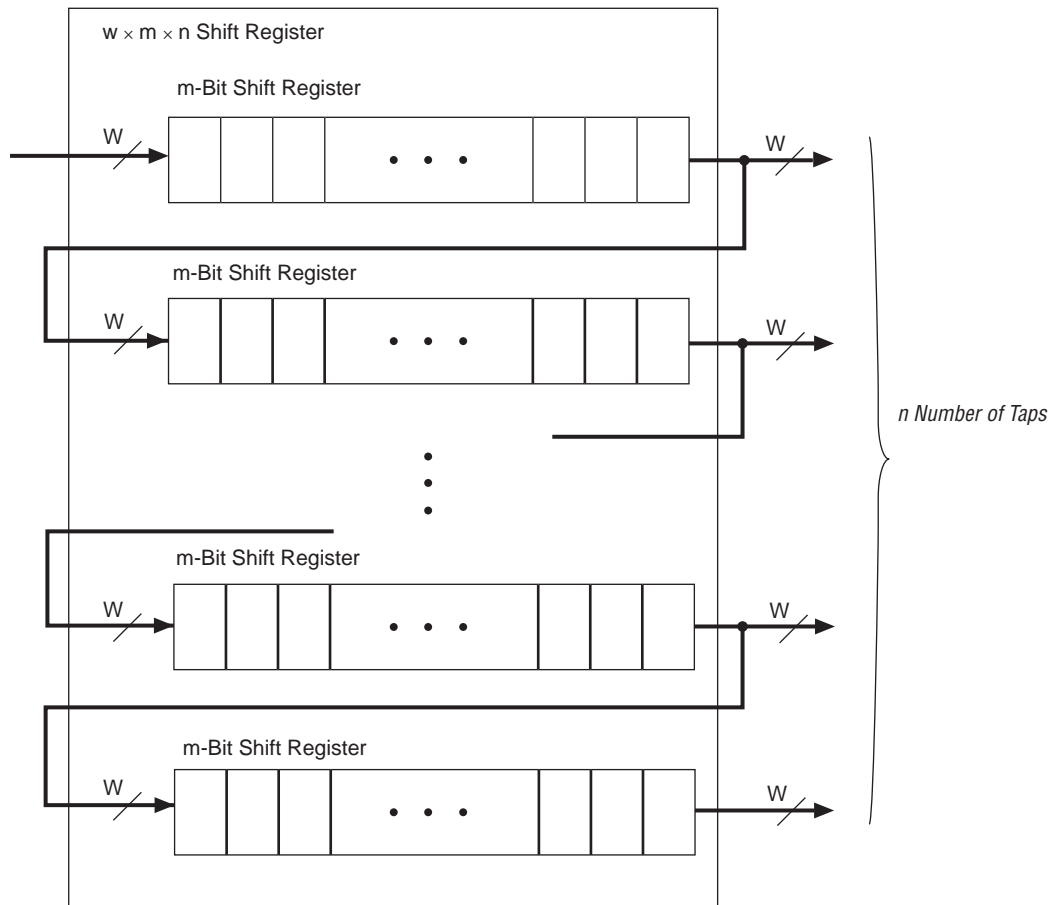 w × m × n Shift Register
m-Bit Shift Register
W
W
m-Bit Shift Register
W
W
n Number of Taps
m-Bit Shift Register
W
W
m-Bit Shift Register
W
W